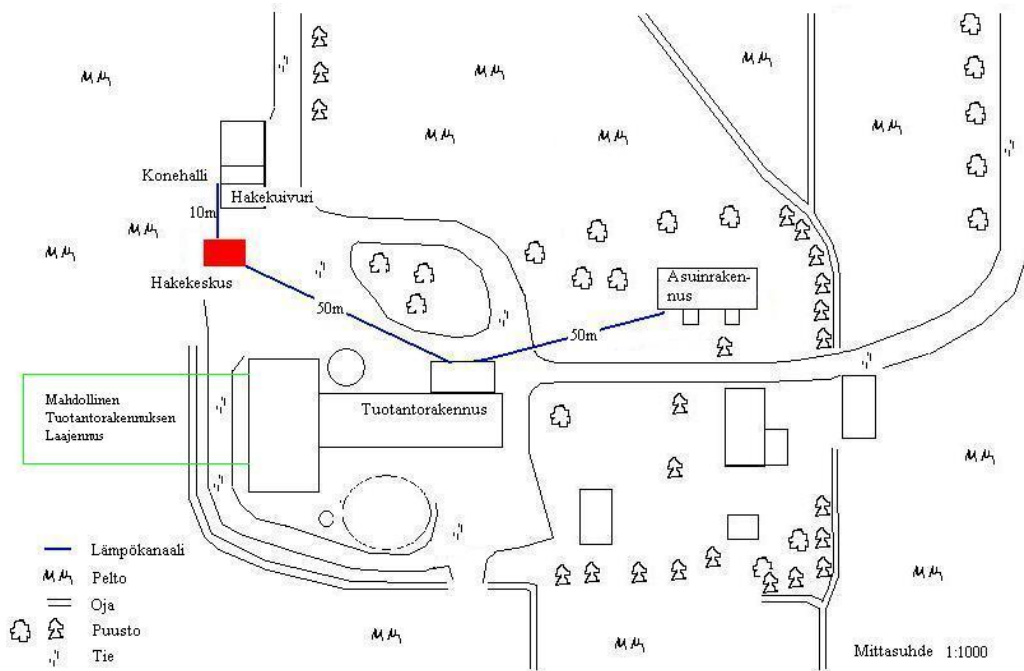 Konehalli
Hakekuivuri
10m
Hakekeskus
50m
Asuinraken-
nus
50m
Mahdollinen
Tuotantorakennuksen
Laajennus
Tuotantorakennus
Lämpökanaali
Pelto
Oja
Puusto
Tie
Mittasuhde 1:1000